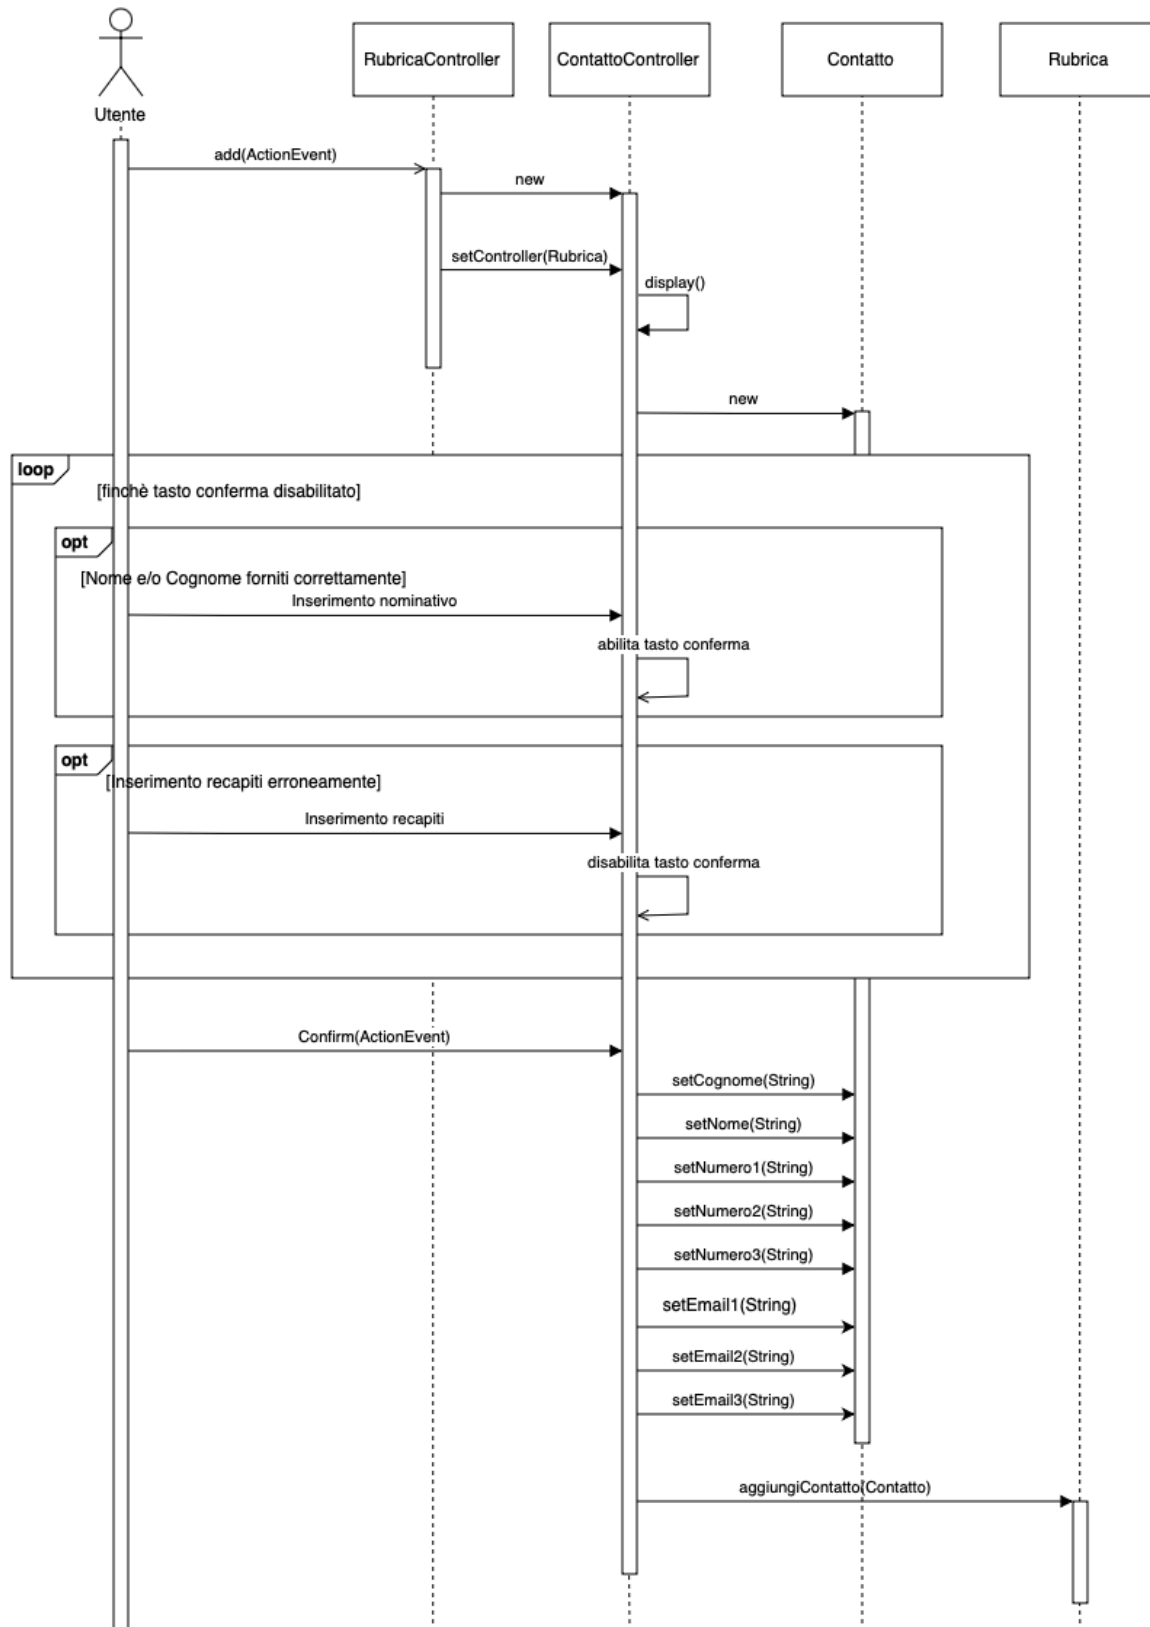 RubricaController
ContattoController
Contatto
Rubrica
Utente
add(ActionEvent)
new
setController(Rubrica)
display()
new
loop
[finchè tasto conferma disabilitato]
opt
[Nome e/o Cognome forniti correttamente]
Inserimento nominativo
abilita tasto conferma
opt
[Inserimento recapiti erroneamente]
Inserimento recapiti
disabilita tasto conferma
Confirm(ActionEvent)
setCognome(String)
setNome(String)
setNumero1(String)
setNumero2(String)
setNumero3(String)
setEmail1(String)
setEmail2(String)
setEmail3(String)
aggiungiContatto(Contatto)